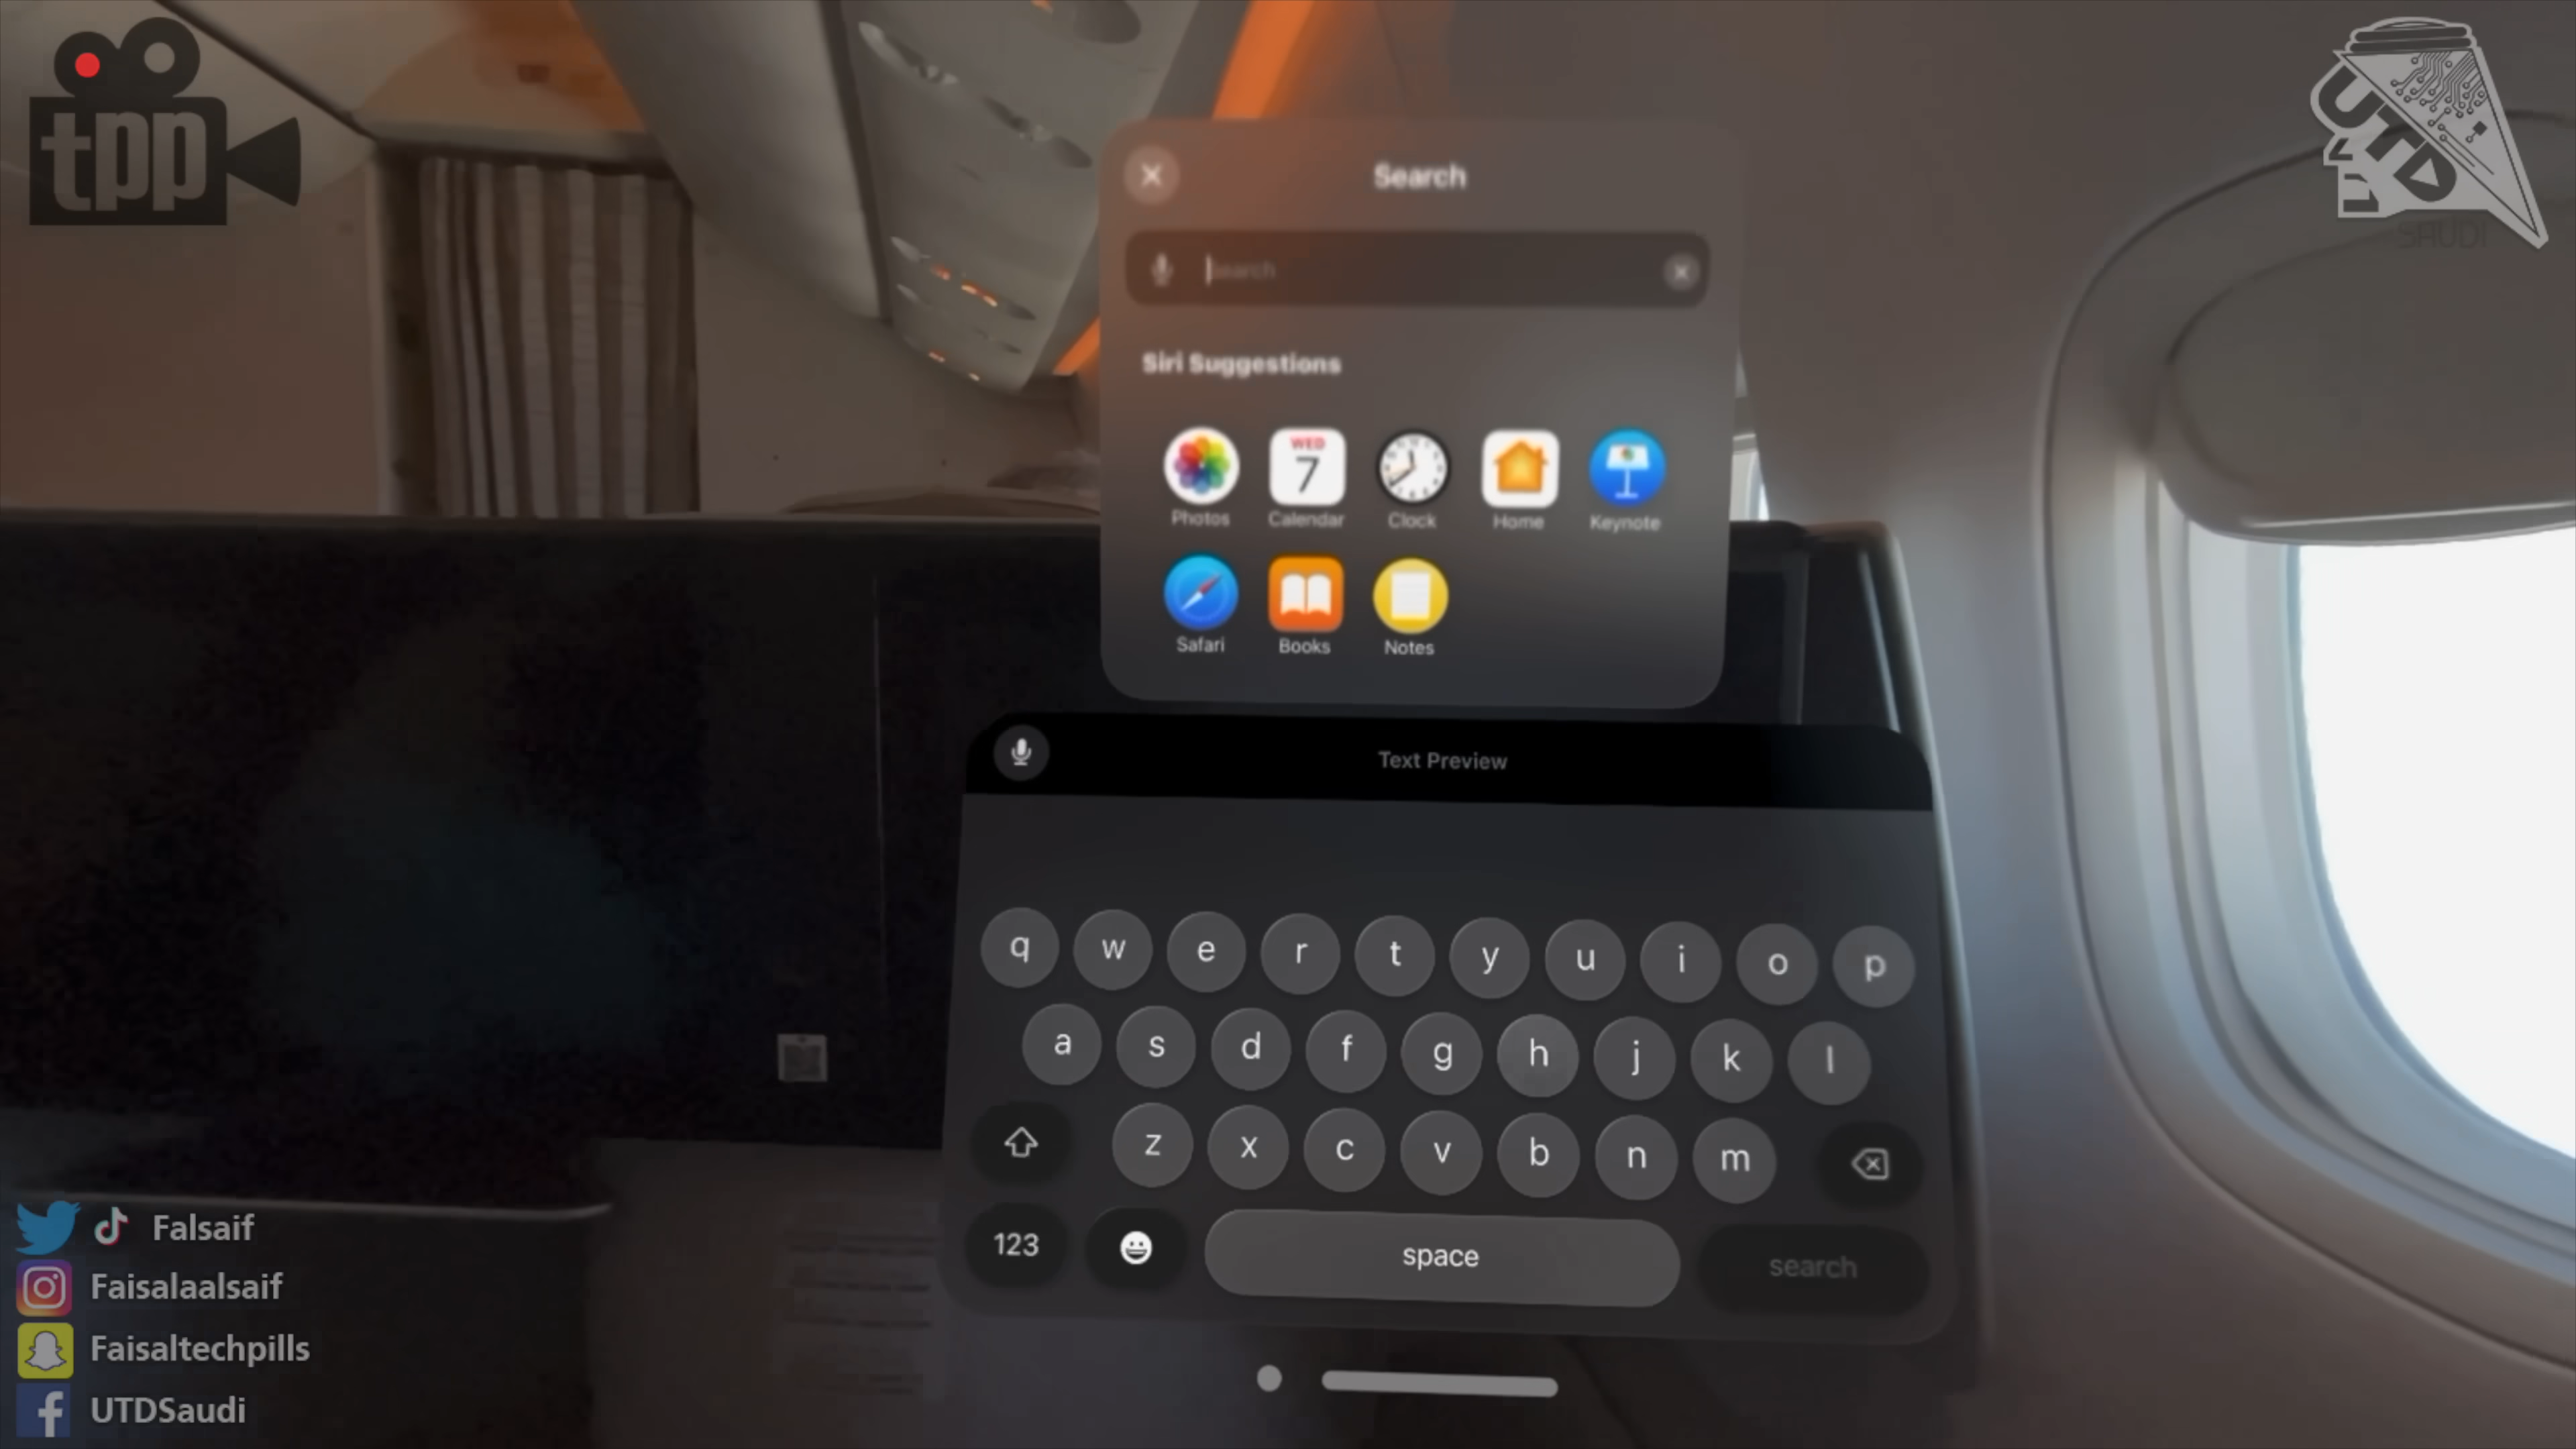 tpp
UTD
SAUDI
Search
Search
Siri Suggestions
WED
7
Photos
Calendar
Clock
Home
Keynote
Safari
Books
Notes
Text Preview
q w e r t y u i o p
a s d f g h j k l
z x c v b n m
123
space
search
Falsaif
Faisalaalsaif
Faisaltechpills
UTDSaudi